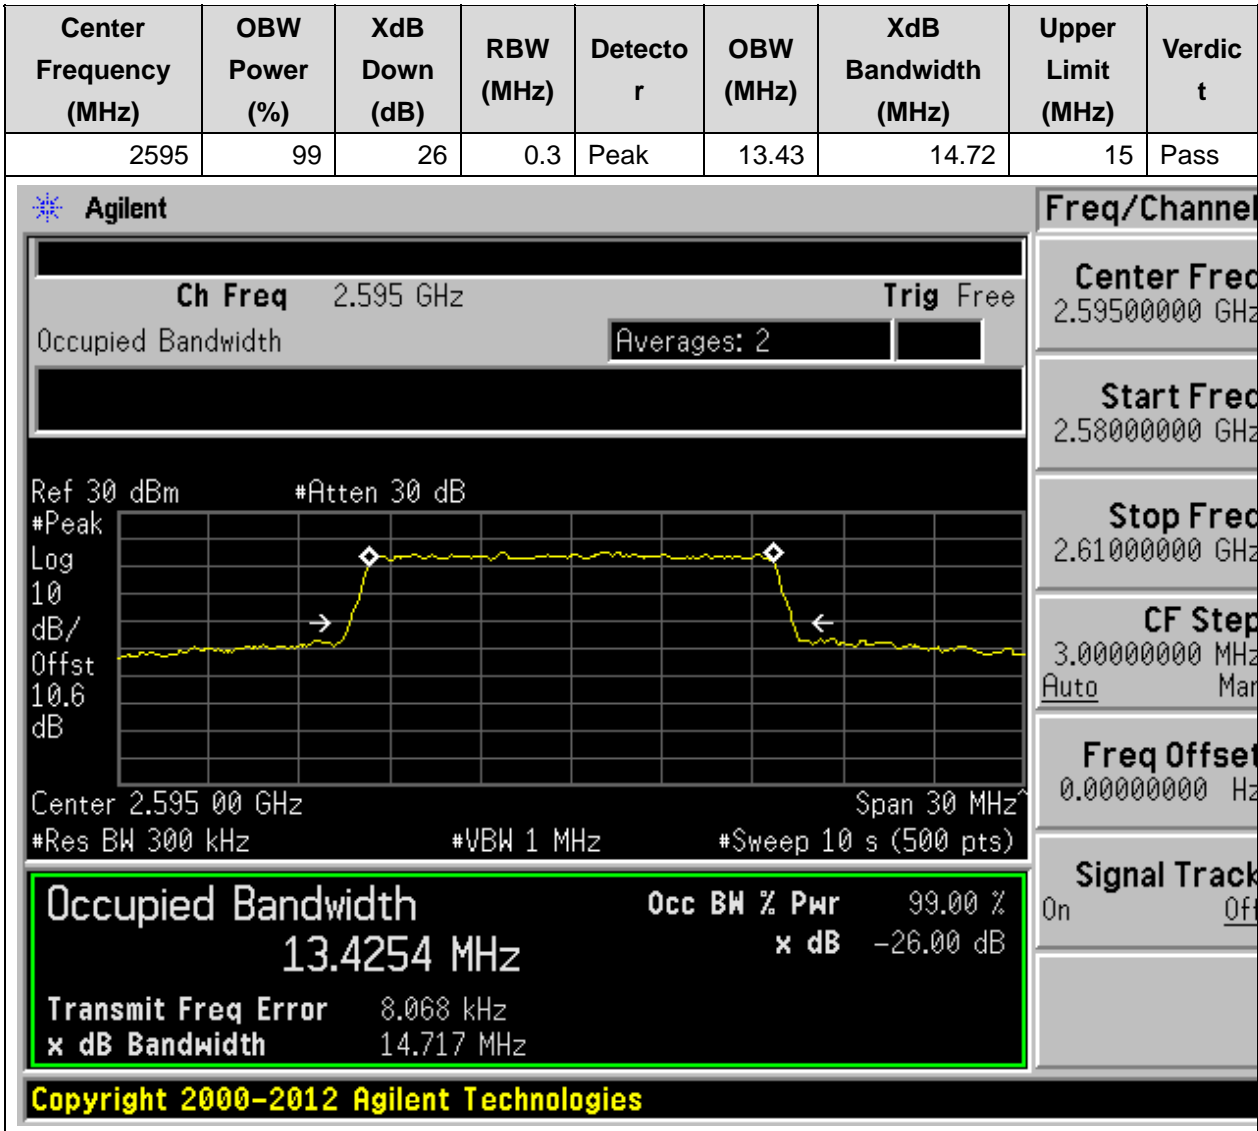 Center Frequency (MHz) OBW Power (%) XdB Down (dB) RBW (MHz) Detector OBW (MHz) XdB Bandwidth (MHz) Upper Limit (MHz) Verdict
2595 99 26 0.3 Peak 13.43 14.72 15 Pass
Agilent
Freq/Channel
Ch Freq 2.595 GHz Trig Free
Occupied Bandwidth Averages: 2
Center Freq
2.59500000 GHz
Start Freq
2.58000000 GHz
Stop Freq
2.61000000 GHz
CF Step
3.00000000 MHz
Auto Man
Freq Offset
0.00000000 Hz
Signal Track
On Off
Ref 30 dBm #Atten 30 dB
#Peak
Log
10
dB/
Offst
10.6
dB
Center 2.595 00 GHz Span 30 MHz^
#Res BW 300 kHz #VBW 1 MHz #Sweep 10 s (500 pts)
Occupied Bandwidth Occ BW % Pwr 99.00 %
13.4254 MHz x dB -26.00 dB
Transmit Freq Error 8.068 kHz
x dB Bandwidth 14.717 MHz
Copyright 2000-2012 Agilent Technologies